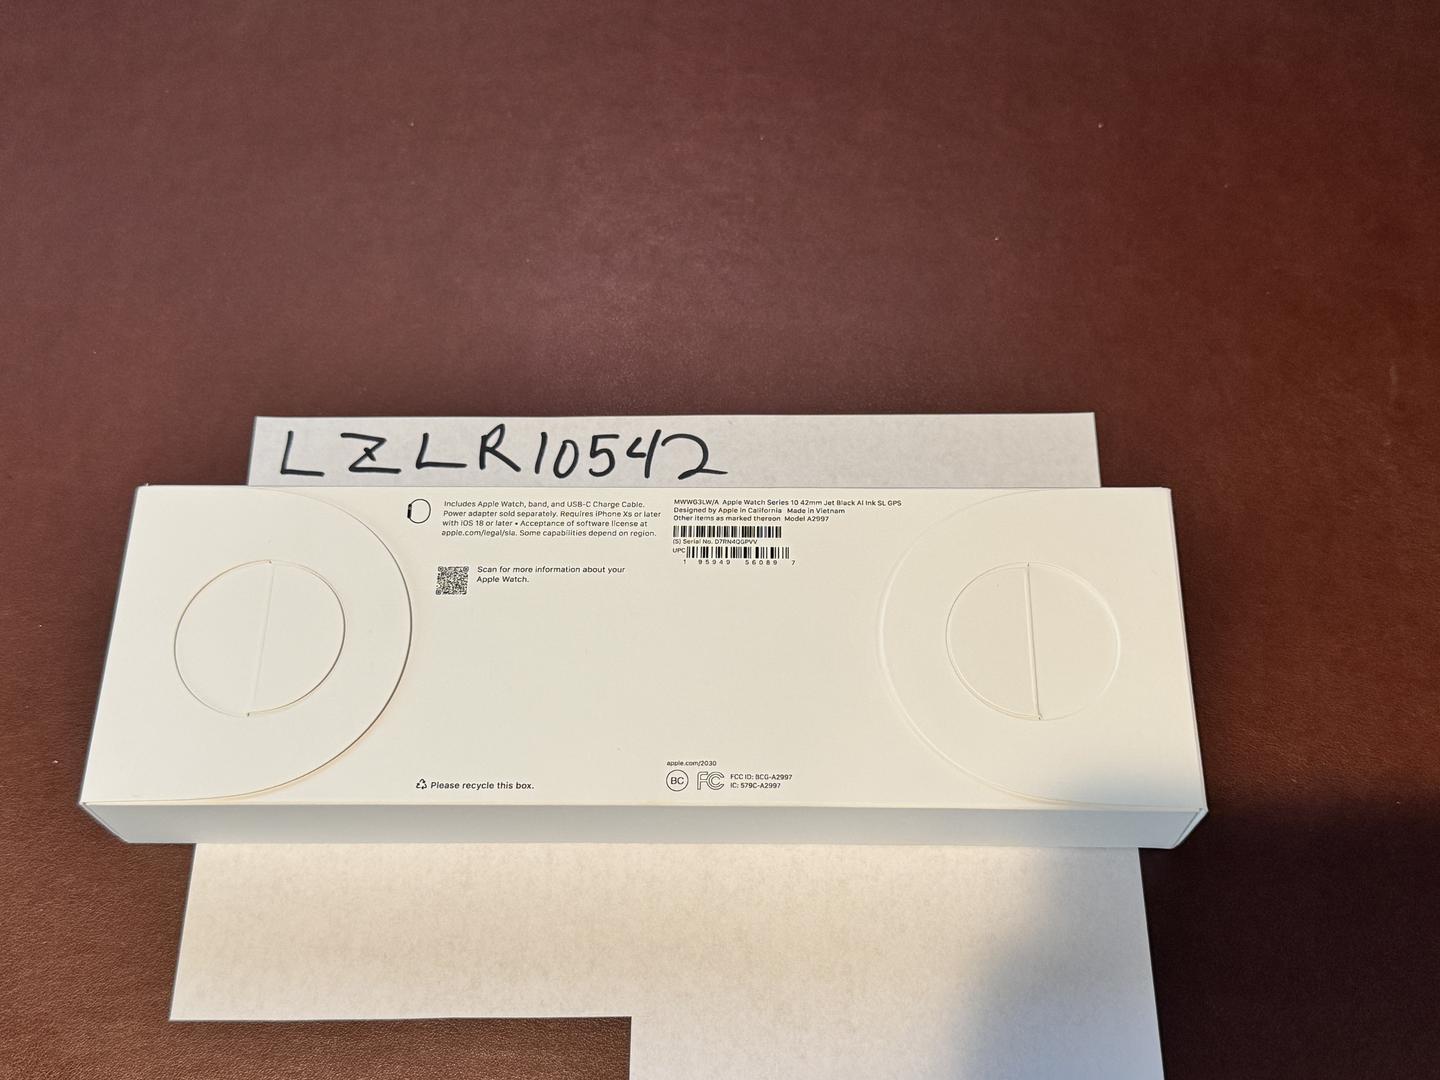 LZLR10542
Includes Apple Watch, band, and USB-C Charge Cable.
Power adapter sold separately. Requires iPhone Xs or later
with iOS 18 or later • Acceptance of software license at
apple.com/legal/sla. Some capabilities depend on region.
Scan for more information about your
Apple Watch.
MWWG3LW/A Apple Watch Series 10 42mm Jet Black Al Ink SL GPS
Designed by Apple in California Made in Vietnam
Other items as marked thereon Model A2997
(S) Serial No. D7RN4QGPVV
UPC
1 95949 56089 7
Please recycle this box.
apple.com/2030
BC FC FCC ID: BCG-A2997
IC: 579C-A2997